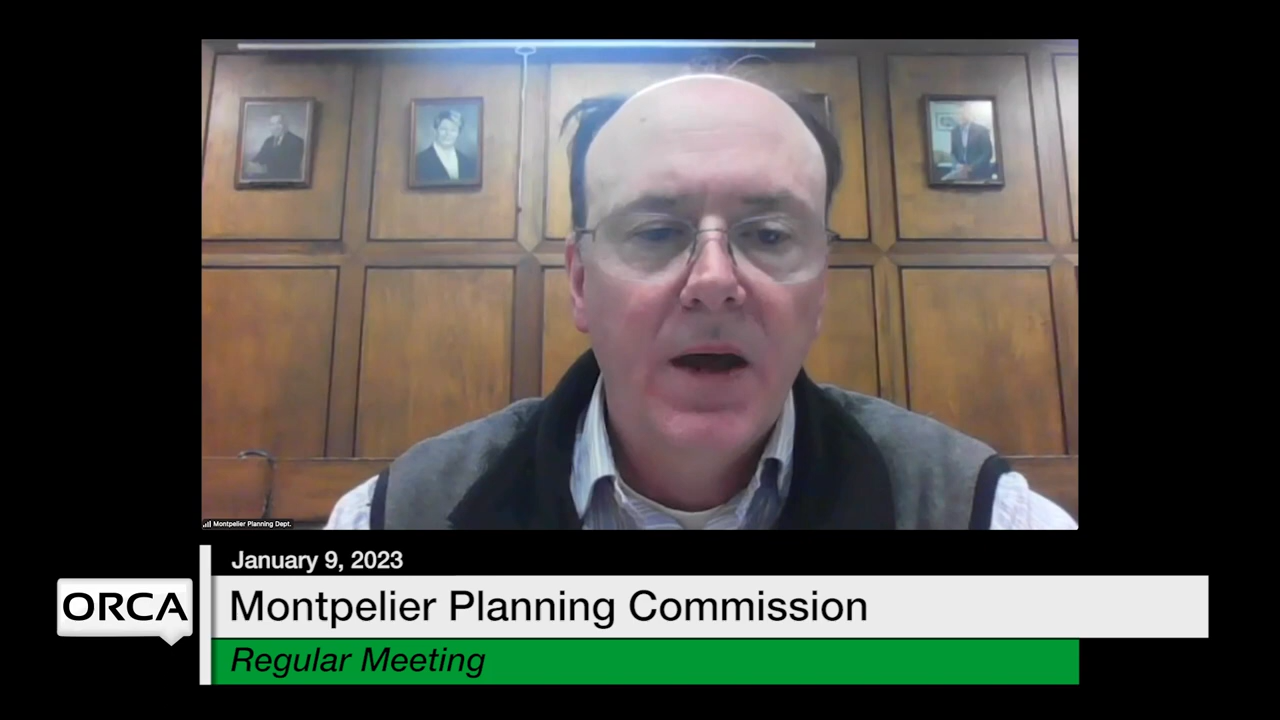 Montpelier Planning Dept.
January 9, 2023
ORCA
Montpelier Planning Commission
Regular Meeting